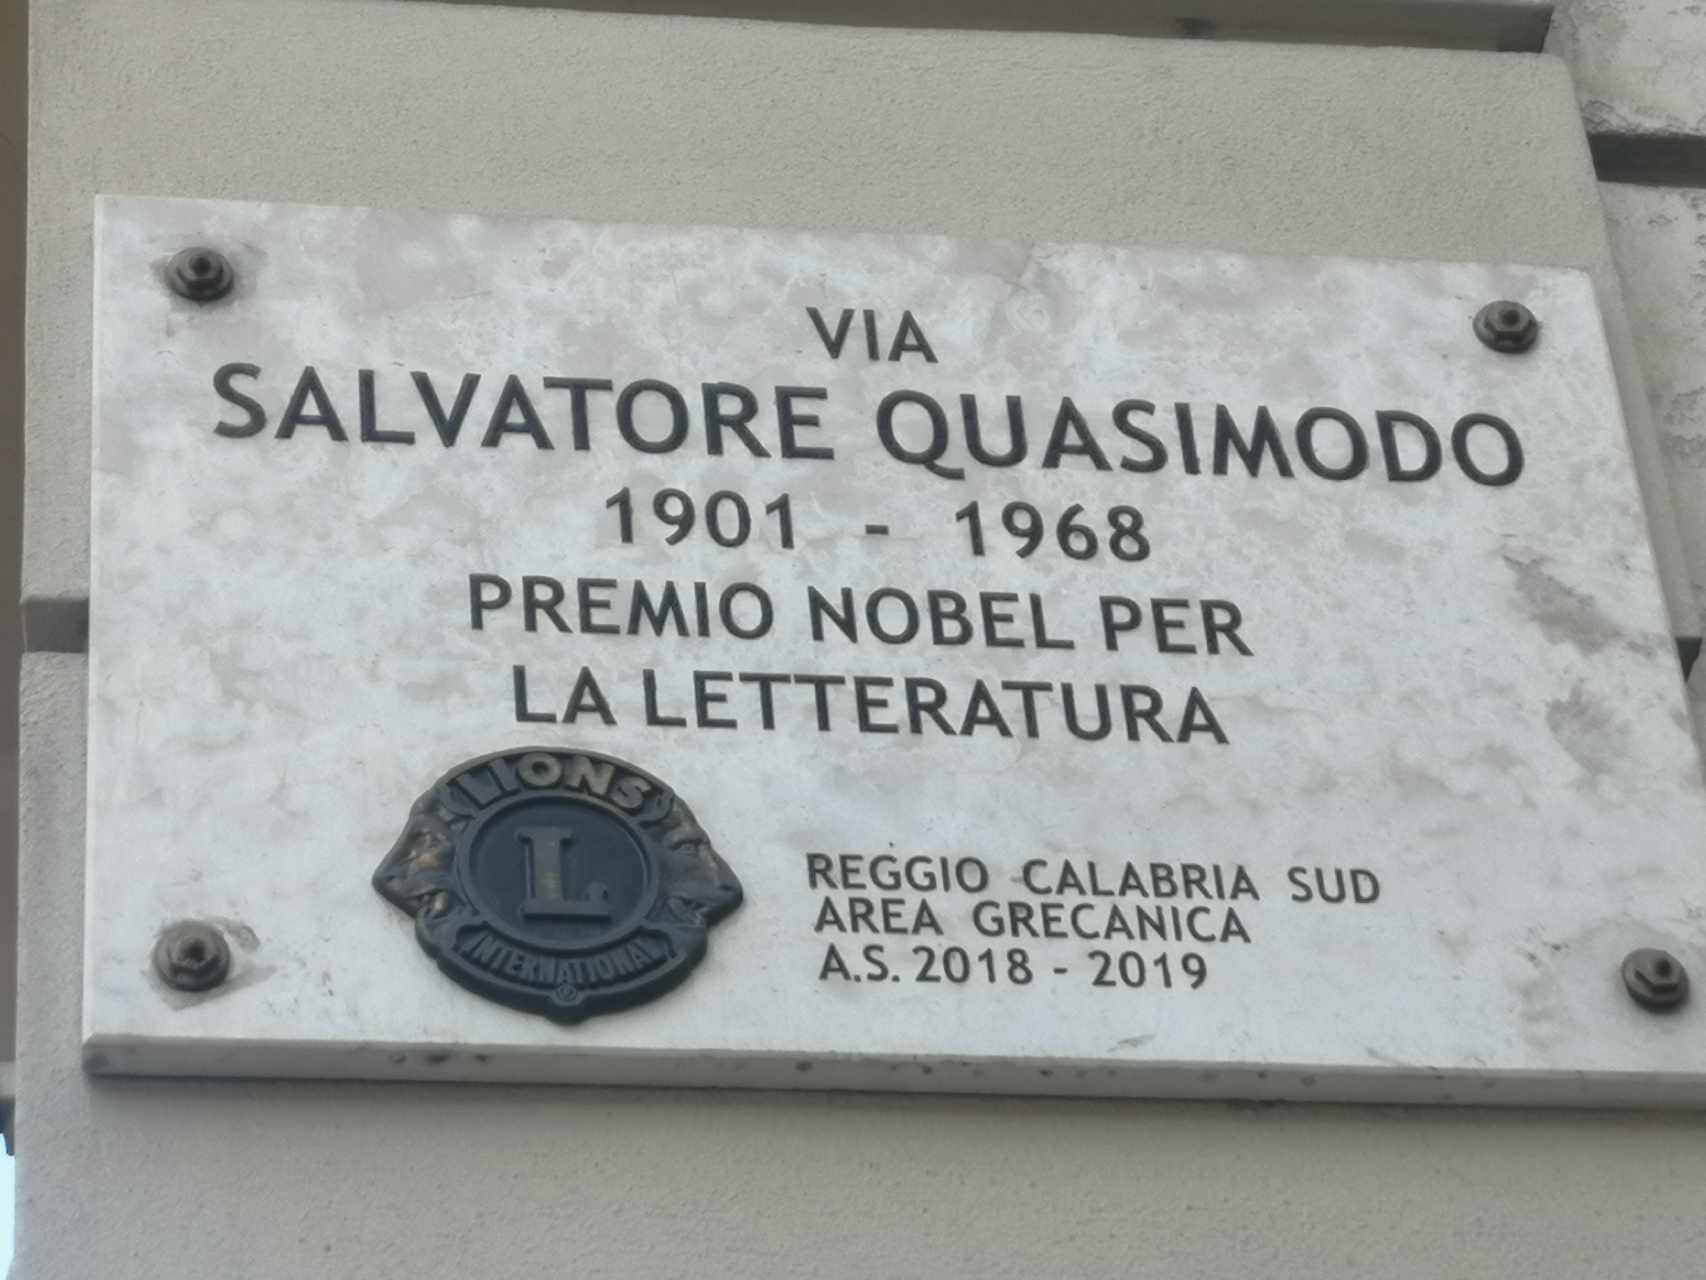 VIA
SALVATORE QUASIMODO
1901 - 1968
PREMIO NOBEL PER
LA LETTERATURA
LIONS
L
INTERNATIONAL
®
REGGIO CALABRIA SUD
AREA GRECANICA
A.S. 2018 - 2019